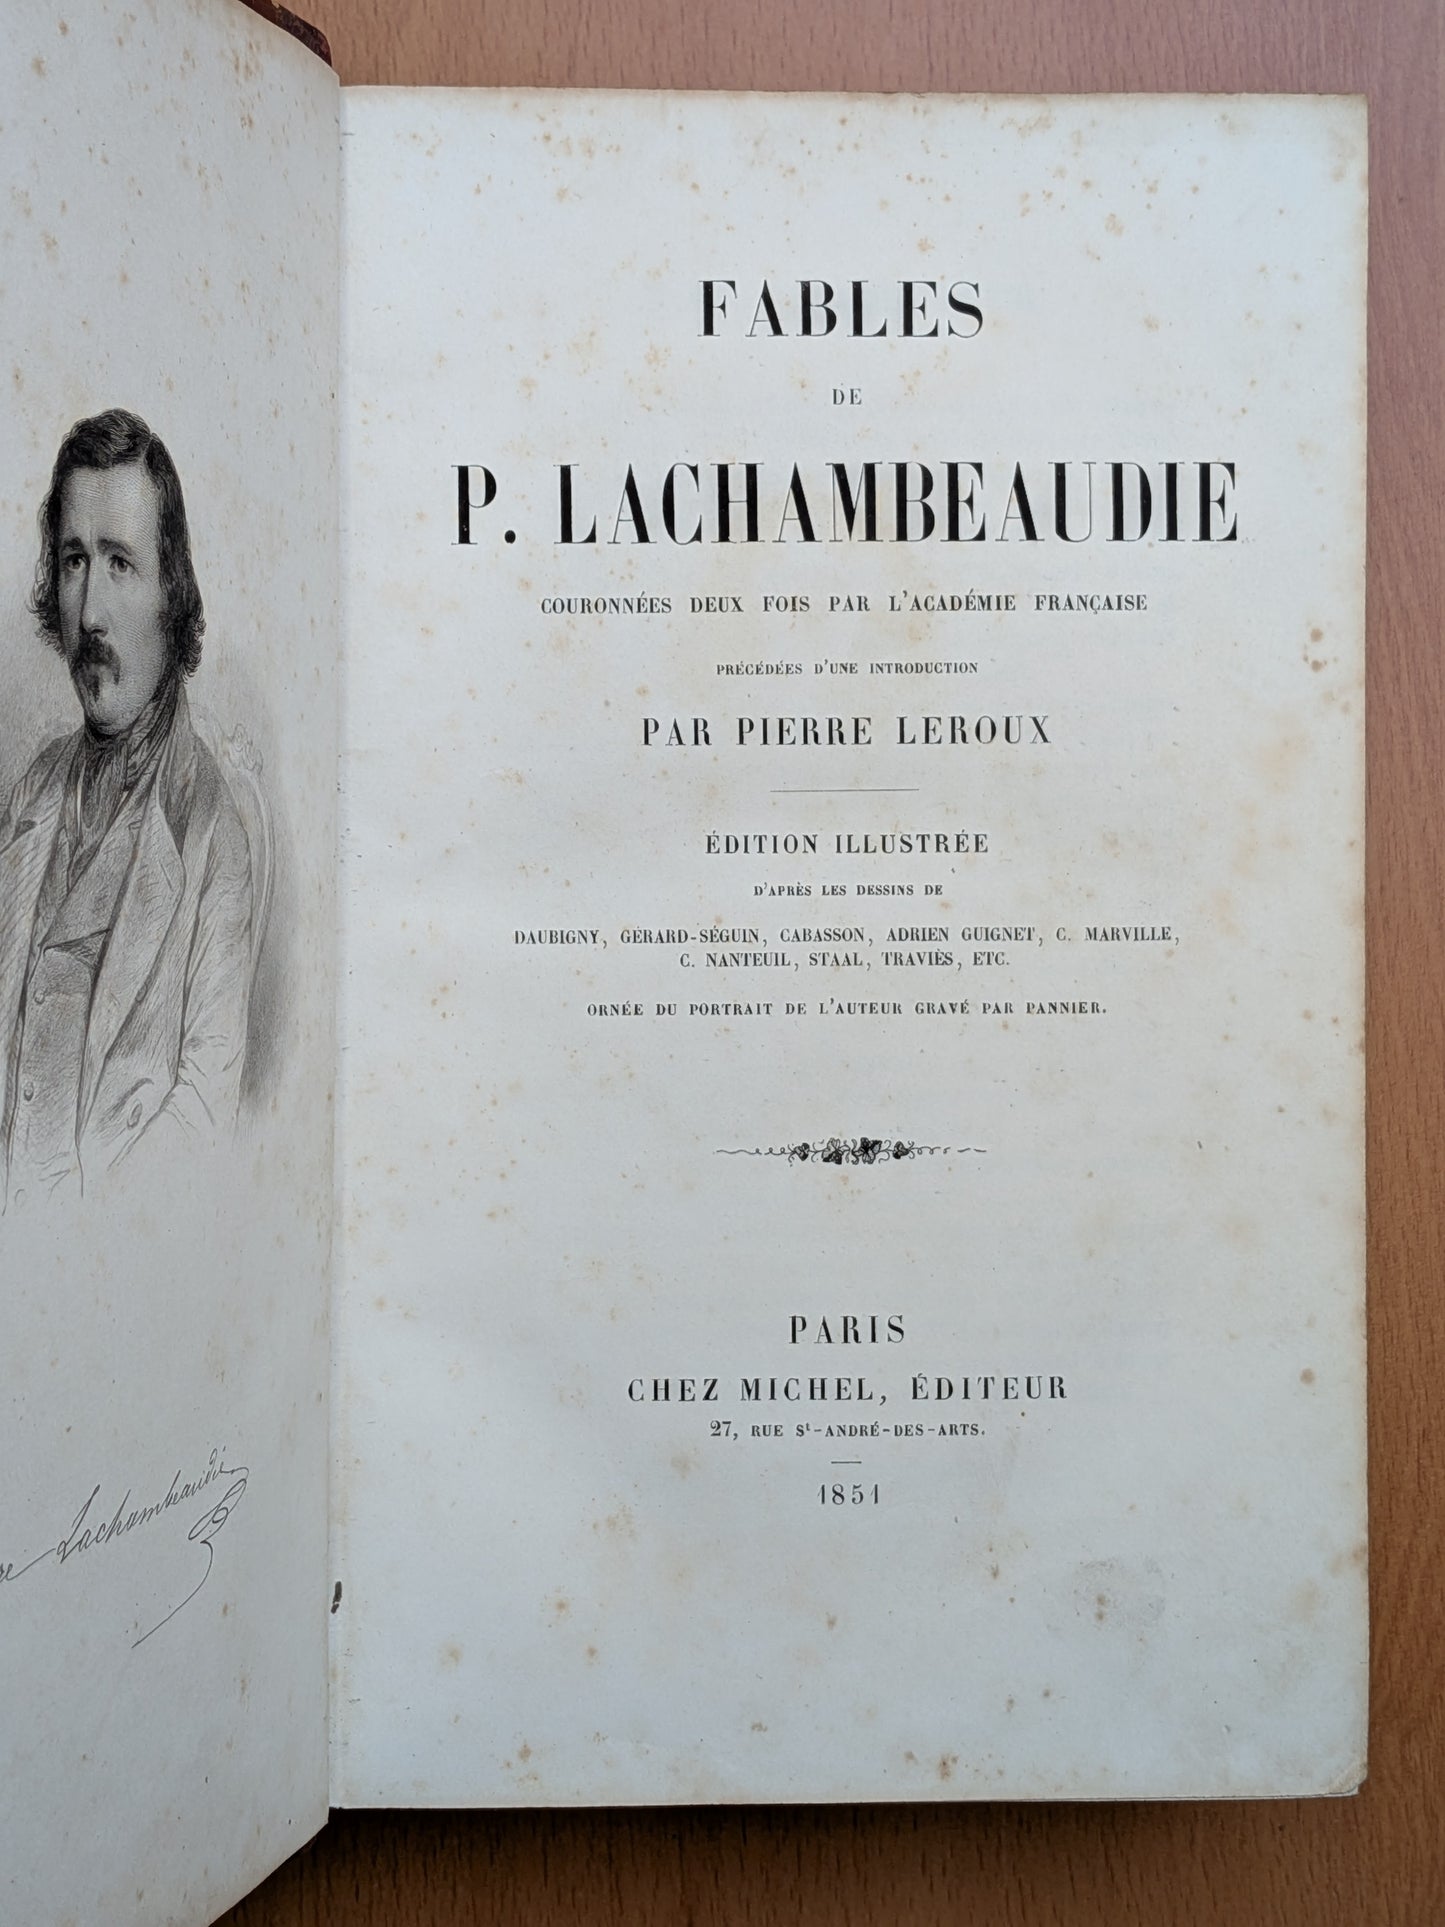 FABLES
DE
P. LACHAMBEAUDIE
COURONNÉES DEUX FOIS PAR L'ACADÉMIE FRANÇAISE
PRÉCÉDÉES D'UNE INTRODUCTION
PAR PIERRE LEROUX
ÉDITION ILLUSTRÉE
D'APRÈS LES DESSINS DE
DAUBIGNY, GÉRARD-SÉGUIN, CABASSON, ADRIEN GUIGNET, C. MARVILLE,
C. NANTEUIL, STAAL, TRAVIÈS, ETC.
ORNÉE DU PORTRAIT DE L'AUTEUR GRAVÉ PAR PANNIER.
PARIS
CHEZ MICHEL, ÉDITEUR
27, RUE St-ANDRÉ-DES-ARTS.
1851
Lachambeaudie